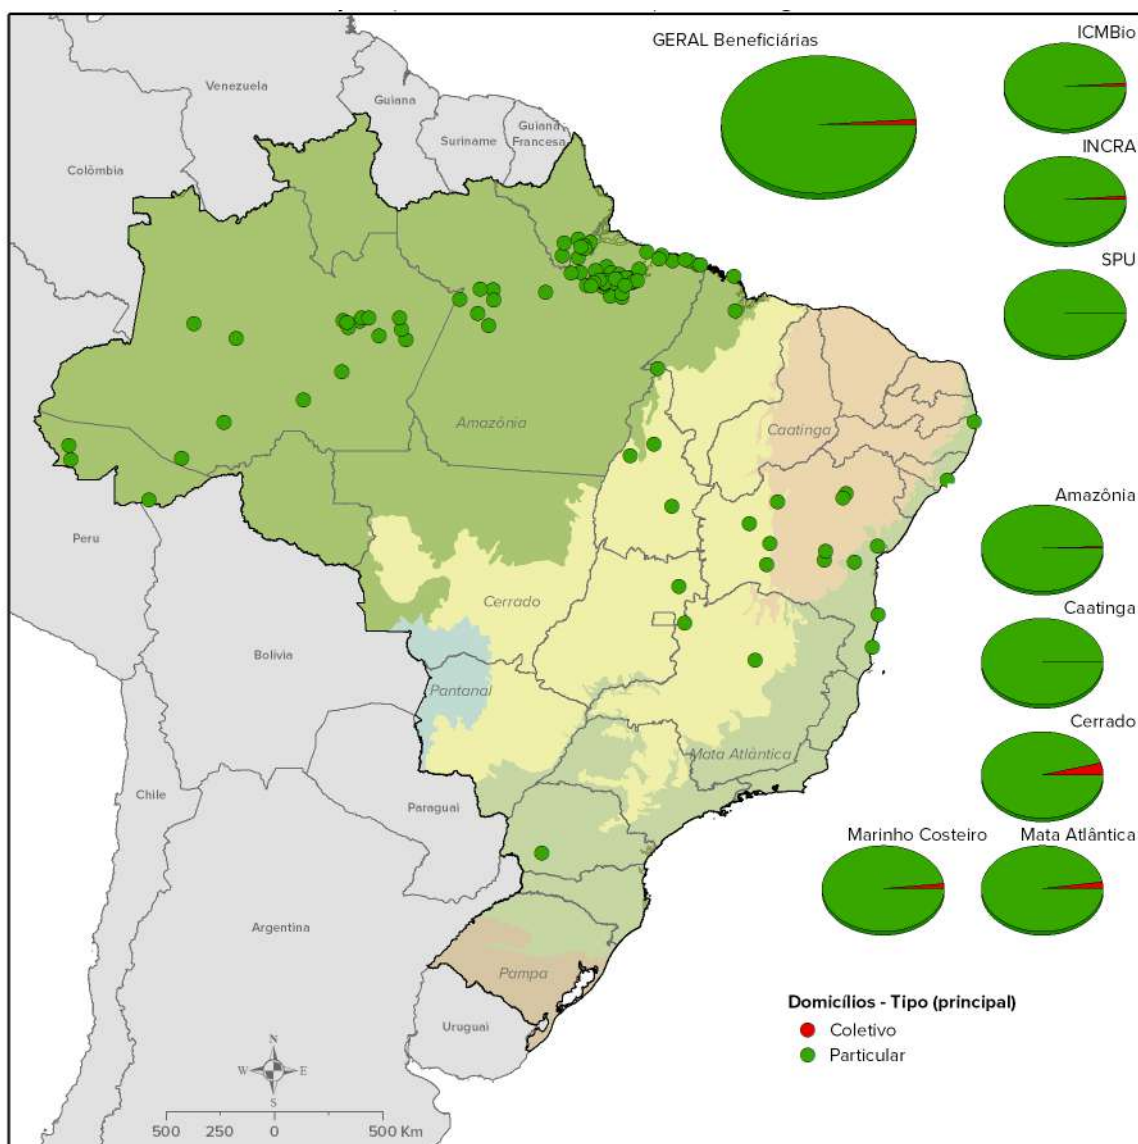 GERAL Beneficiárias
ICMBio
Venezuela
Guiana
Suriname
Guiana
Francesa
Colômbia
INCRA
SPU
Amazônia
Caatinga
Peru
Amazônia
Cerrado
Caatinga
Bolívia
Pantanal
Cerrado
Mata Atlântica
Chile
Paraguai
Marinho Costeiro
Mata Atlântica
Argentina
Pampa
Domicílios - Tipo (principal)
Coletivo
Particular
Uruguai
N
W
E
S
500 250 0 500 Km